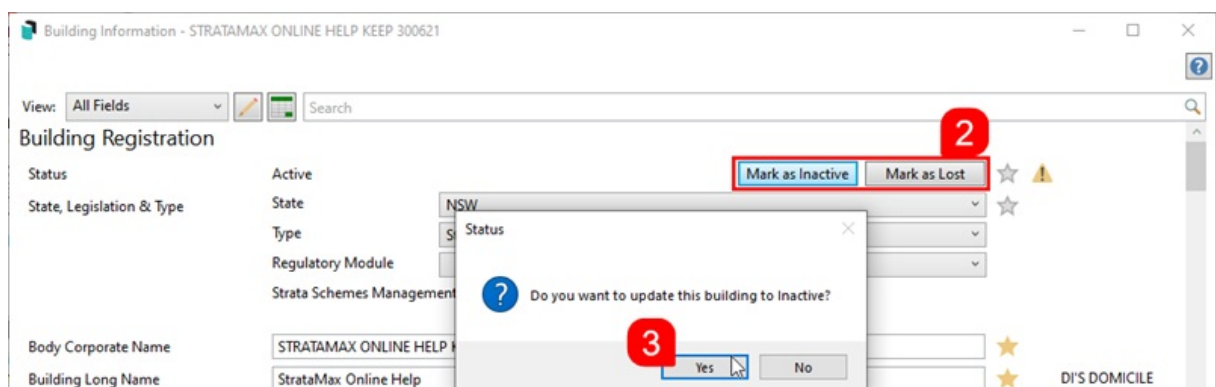 Building Information - STRATAMAX ONLINE HELP KEEP 300621
View: All Fields Search
Building Registration
2
Status Active Mark as Inactive Mark as Lost
State, Legislation & Type State NSW
Status
Type
Regulatory Module
Do you want to update this building to Inactive?
Strata Schemes Management
3
Yes No
Body Corporate Name STRATAMAX ONLINE HELP
Building Long Name StrataMax Online Help DI'S DOMICILE